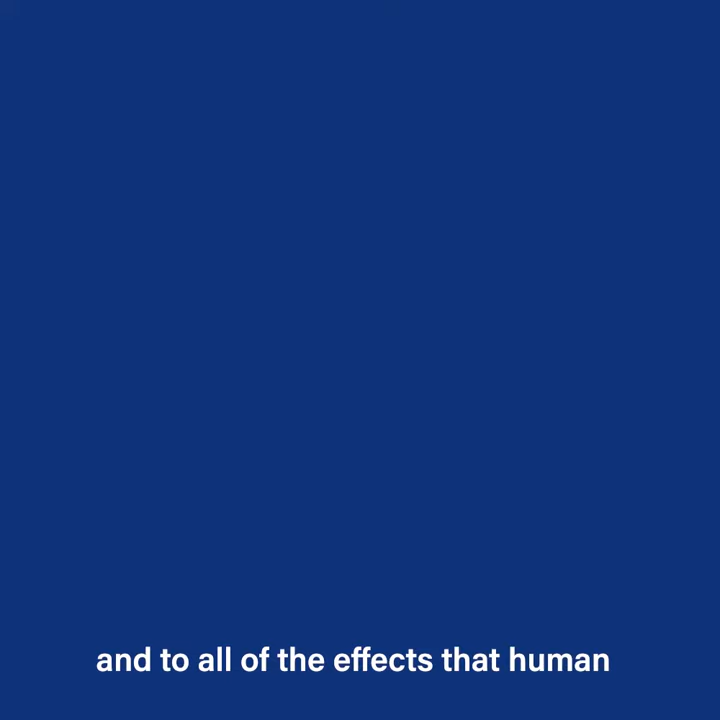 and to all of the effects that human